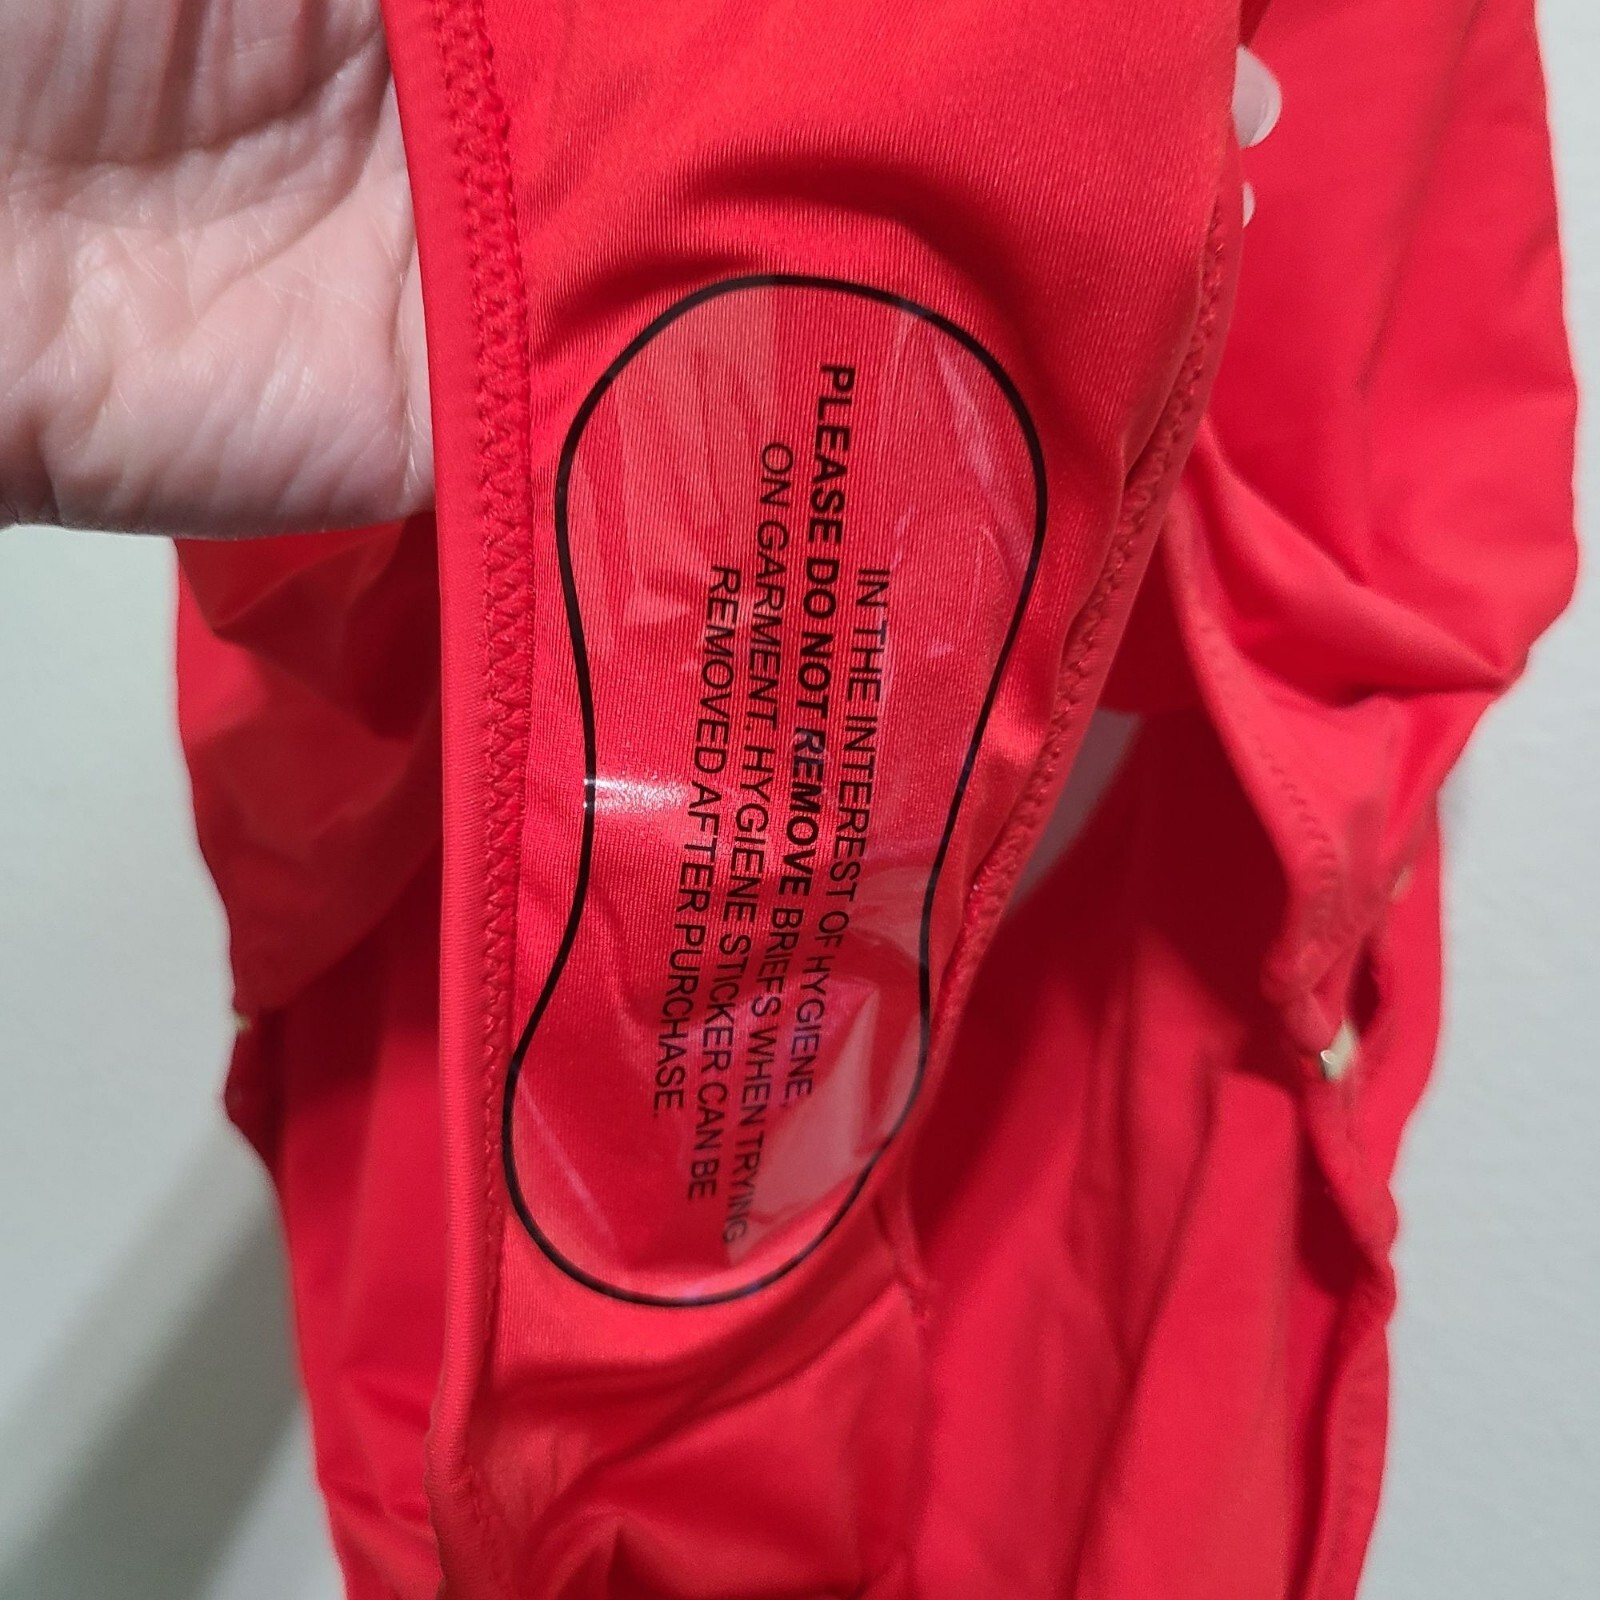 IN THE INTEREST OF HYGIENE,
PLEASE DO NOT REMOVE BRIEFS WHEN TRYING
ON GARMENT. HYGIENE STICKER CAN BE
REMOVED AFTER PURCHASE.